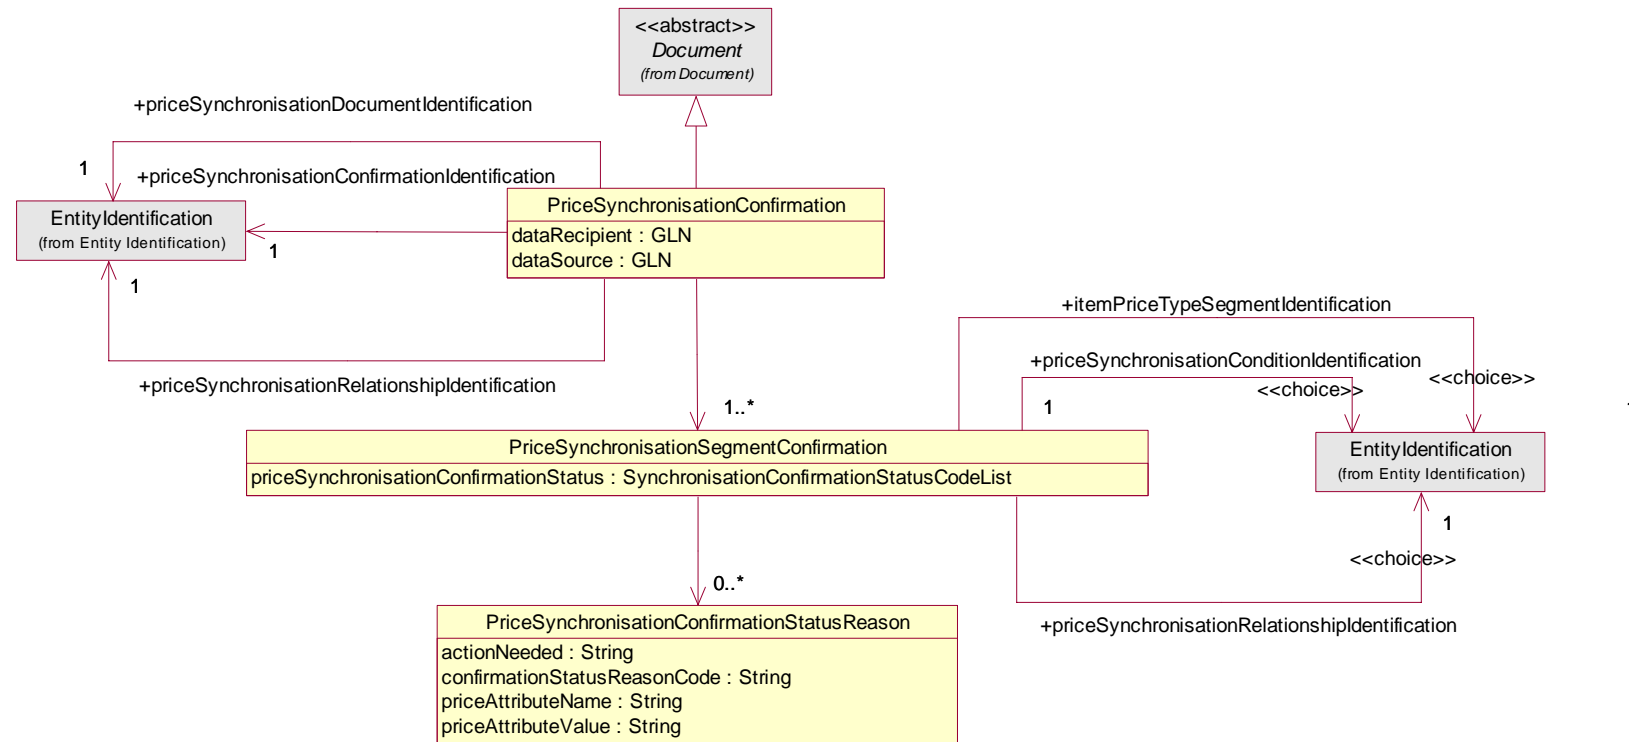 <<abstract>>
Document
(from Document)
+priceSynchronisationDocumentIdentification
1
+priceSynchronisationConfirmationIdentification
EntityIdentification
(from Entity Identification)
1
1
PriceSynchronisationConfirmation
dataRecipient : GLN
dataSource : GLN
+priceSynchronisationRelationshipIdentification
+itemPriceTypeSegmentIdentification
+priceSynchronisationConditionIdentification
<<choice>>
<<choice>>
1..*
1
PriceSynchronisationSegmentConfirmation
priceSynchronisationConfirmationStatus : SynchronisationConfirmationStatusCodeList
EntityIdentification
(from Entity Identification)
1
<<choice>>
0..*
+priceSynchronisationRelationshipIdentification
PriceSynchronisationConfirmationStatusReason
actionNeeded : String
confirmationStatusReasonCode : String
priceAttributeName : String
priceAttributeValue : String